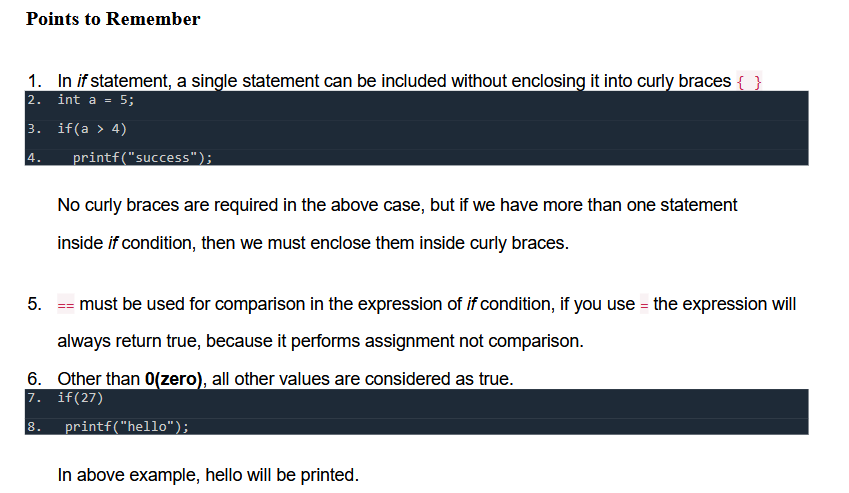 Points to Remember
1. In if statement, a single statement can be included without enclosing it into curly braces { }
2. int a = 5;
3. if(a > 4)
4. printf("success");
No curly braces are required in the above case, but if we have more than one statement
inside if condition, then we must enclose them inside curly braces.
5. == must be used for comparison in the expression of if condition, if you use = the expression will
always return true, because it performs assignment not comparison.
6. Other than 0(zero), all other values are considered as true.
7. if(27)
8. printf("hello");
In above example, hello will be printed.